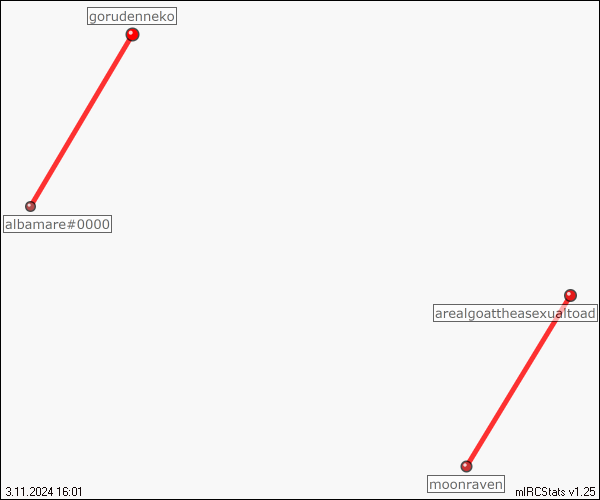 gorudenneko
albamare#0000
arealgoattheasexualtoad
moonraven
3.11.2024 16:01
mIRCStats v1.25